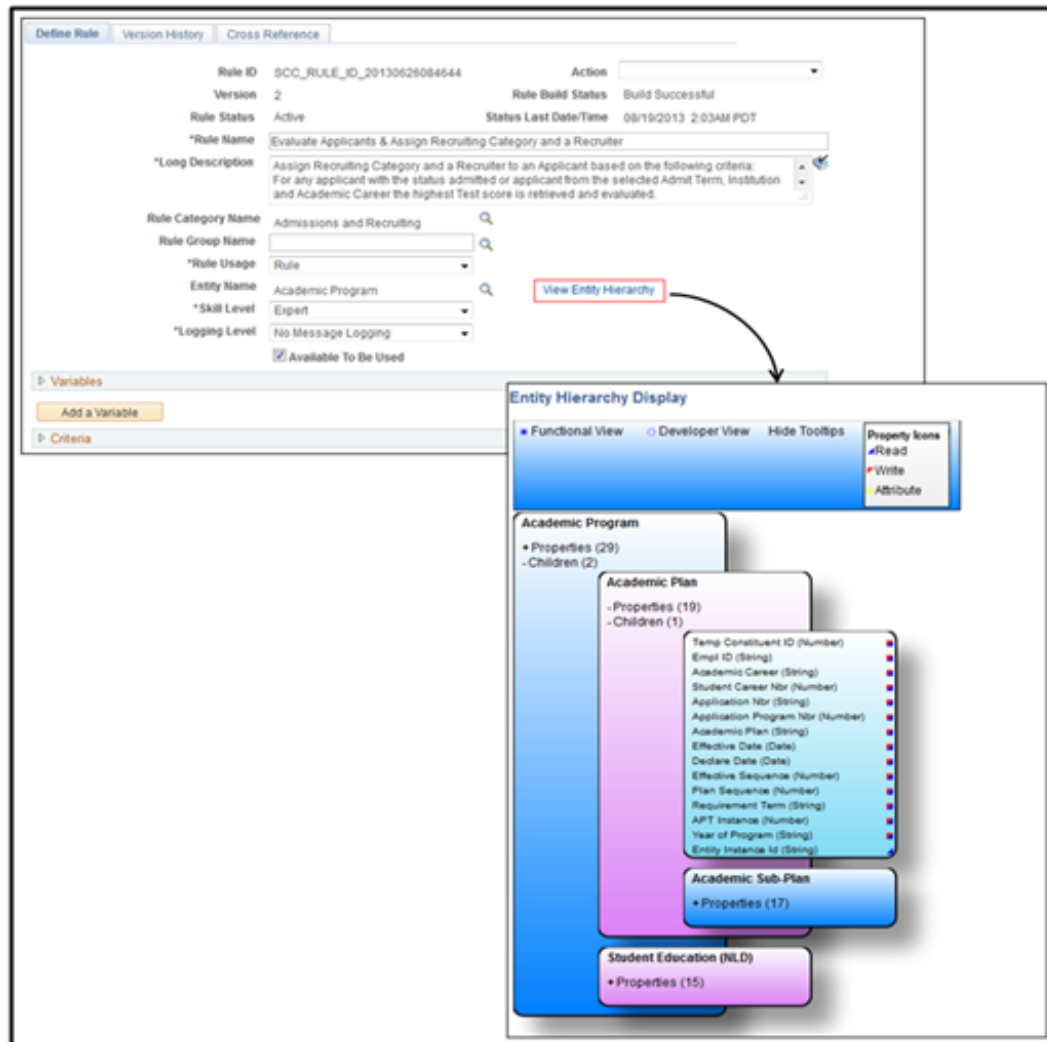 Define Rule Version History Cross Reference
Rule ID SCC_RULE_ID_20130626084644 Action
Version 2 Rule Build Status Build Successful
Rule Status Active Status Last Date/Time 08/19/2013 2:03AM PDT
*Rule Name Evaluate Applicants & Assign Recruiting Category and a Recruiter
*Long Description Assign Recruiting Category and a Recruiter to an Applicant based on the following criteria:
For any applicant with the status admitted or applicant from the selected Admit Term, Institution
and Academic Career the highest Test score is retrieved and evaluated.
Rule Category Name Admissions and Recruiting
Rule Group Name
*Rule Usage Rule
Entity Name Academic Program View Entity Hierarchy
*Skill Level Expert
*Logging Level No Message Logging
Available To Be Used
Variables
Add a Variable
Criteria
Entity Hierarchy Display
Functional View Developer View Hide Tooltips
Property Icons
Read
Write
Attribute
Academic Program
+Properties (29)
-Children (2)
Academic Plan
-Properties (19)
-Children (1)
Temp Constituent ID (Number)
Empl ID (String)
Academic Career (String)
Student Career Nbr (Number)
Application Nbr (String)
Application Program Nbr (Number)
Academic Plan (String)
Effective Date (Date)
Declare Date (Date)
Effective Sequence (Number)
Plan Sequence (Number)
Requirement Term (String)
APT Instance (Number)
Year of Program (String)
Entity Instance Id (String)
Academic Sub-Plan
+Properties (17)
Student Education (NLD)
+Properties (15)